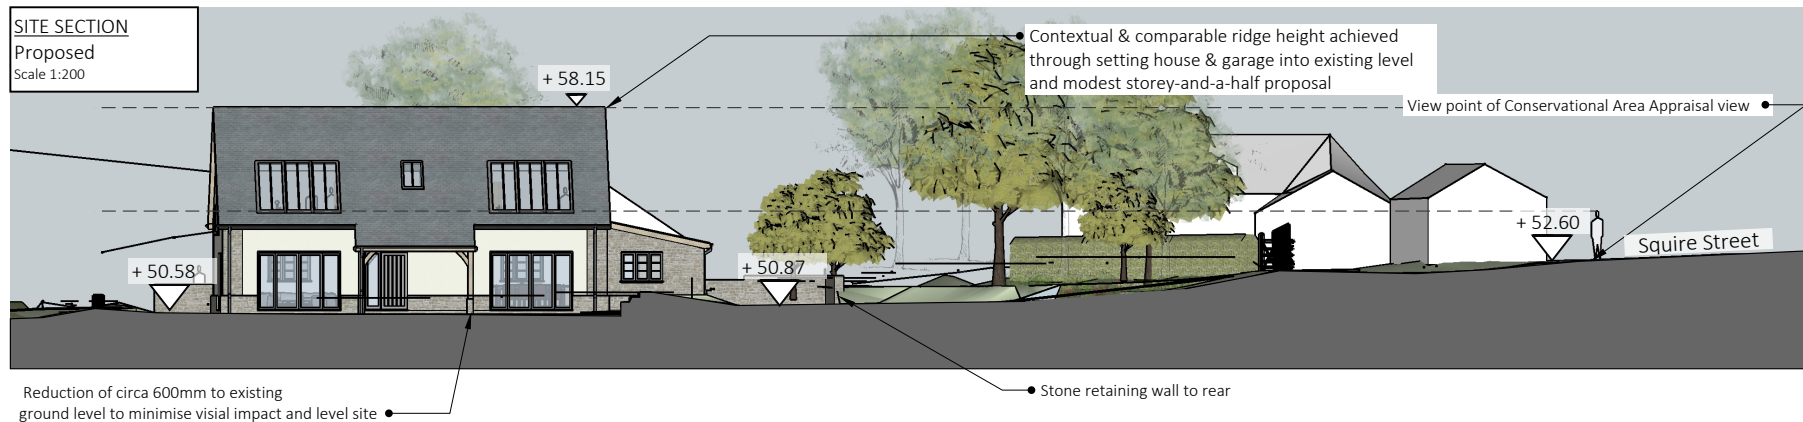 SITE SECTION
Proposed
Scale 1:200
+ 58.15
Contextual & comparable ridge height achieved
through setting house & garage into existing level
and modest storey-and-a-half proposal
View point of Conservational Area Appraisal view
+ 50.58
+ 50.87
+ 52.60
Squire Street
Reduction of circa 600mm to existing
ground level to minimise visial impact and level site
Stone retaining wall to rear